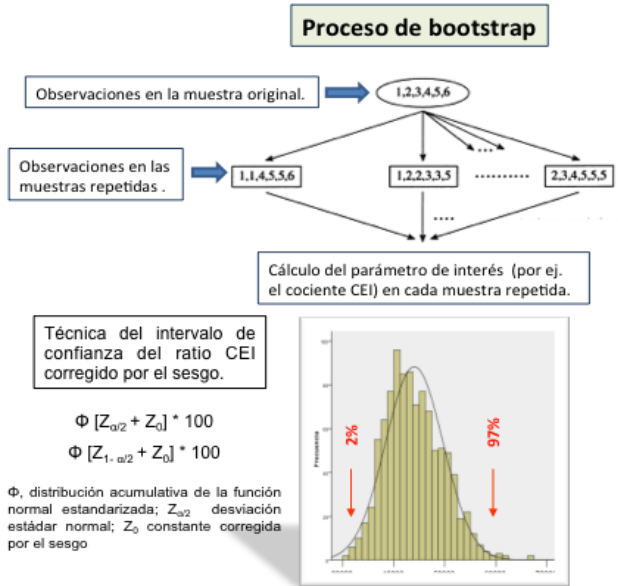 Proceso de bootstrap
Observaciones en la muestra original.
1,2,3,4,5,6
...
Observaciones en las
muestras repetidas .
1,1,4,5,5,6
1,2,2,3,3,5
..........
2,3,4,5,5,5
....
Cálculo del parámetro de interés (por ej.
el cociente CEI) en cada muestra repetida.
Técnica del intervalo de
confianza del ratio CEI
corregido por el sesgo.
Φ [Zα/2 + Z0] * 100
Φ [Z1- α/2 + Z0] * 100
Φ, distribución acumulativa de la función
normal estandarizada; Zα/2 desviación
estádar normal; Z0 constante corregida
por el sesgo
Frecuencia
2%
97%